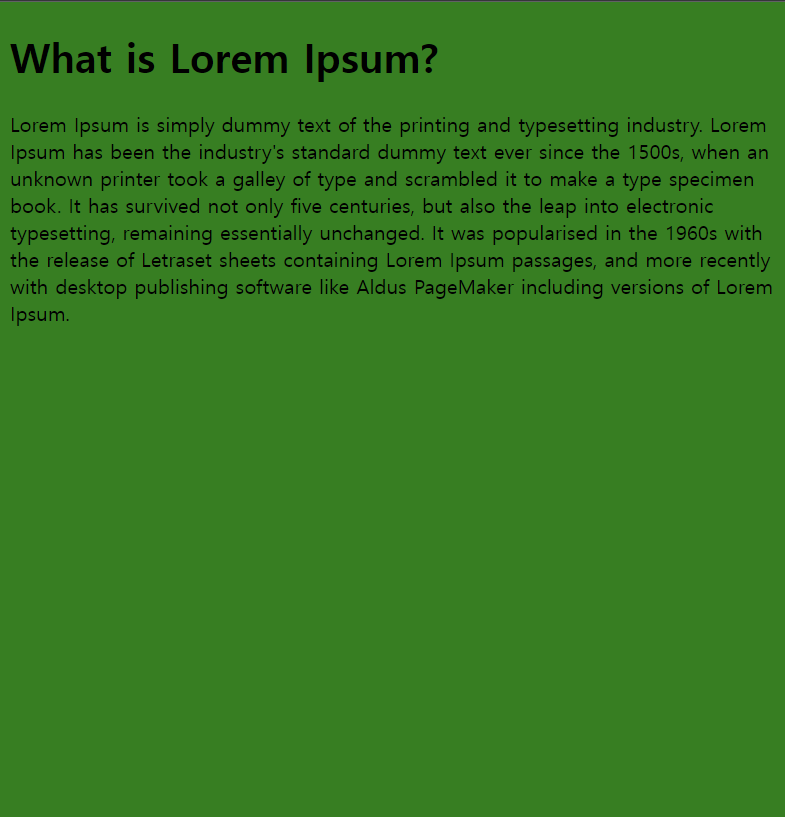 What is Lorem Ipsum?
Lorem Ipsum is simply dummy text of the printing and typesetting industry. Lorem
Ipsum has been the industry's standard dummy text ever since the 1500s, when an
unknown printer took a galley of type and scrambled it to make a type specimen
book. It has survived not only five centuries, but also the leap into electronic
typesetting, remaining essentially unchanged. It was popularised in the 1960s with
the release of Letraset sheets containing Lorem Ipsum passages, and more recently
with desktop publishing software like Aldus PageMaker including versions of Lorem
Ipsum.